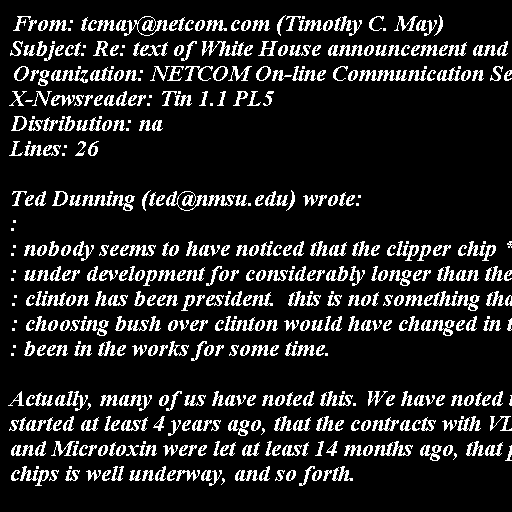 From: tcmay@netcom.com (Timothy C. May)
Subject: Re: text of White House announcement and
Organization: NETCOM On-line Communication Se
X-Newsreader: Tin 1.1 PL5
Distribution: na
Lines: 26

Ted Dunning (ted@nmsu.edu) wrote:
:
: nobody seems to have noticed that the clipper chip *
: under development for considerably longer than the
: clinton has been president.  this is not something tha
: choosing bush over clinton would have changed in t
: been in the works for some time.

Actually, many of us have noted this. We have noted
started at least 4 years ago, that the contracts with VL
and Microtoxin were let at least 14 months ago, that p
chips is well underway, and so forth.